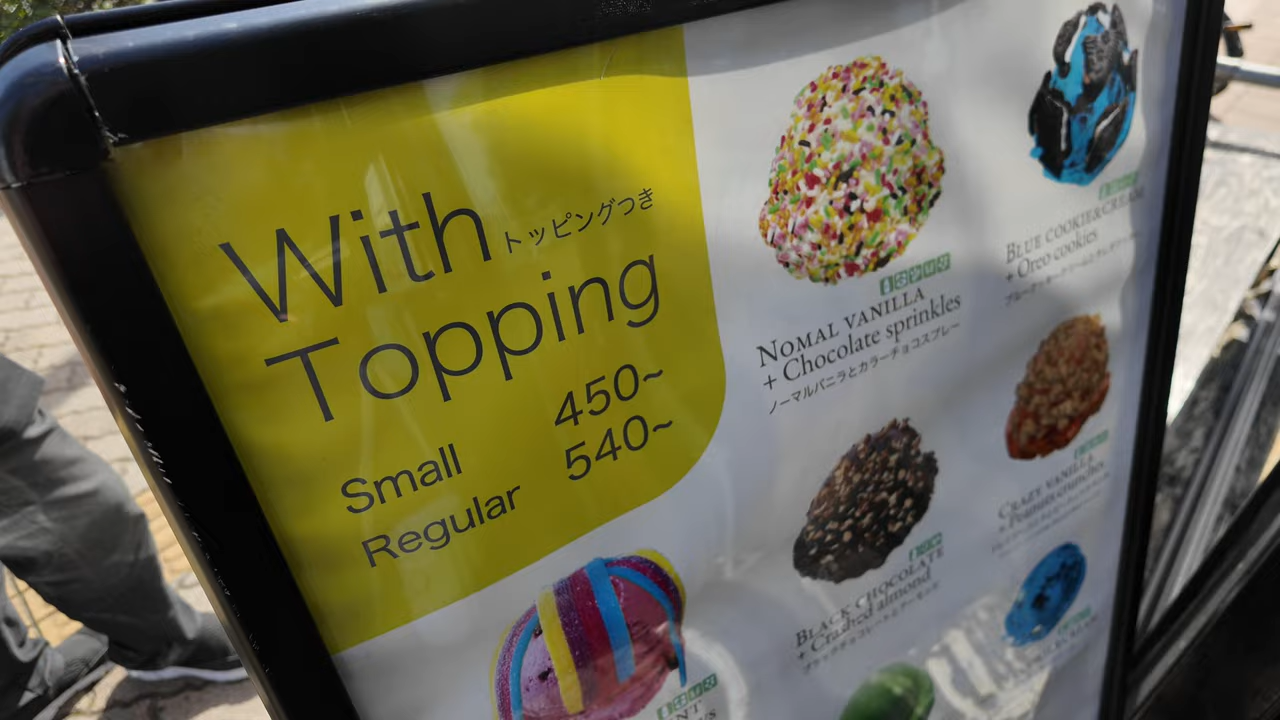 With トッピングつき
Topping
Small 450~
Regular 540~
NOMAL VANILLA
+ Chocolate sprinkles
ノーマルバニラとカラーチョコスプレー
BLUE COOKIE&CREAM
+ Oreo cookies
BLACK CHOCOLATE
+ Crashed almond
CRAZY VANILLA
+ Peanuts crunches